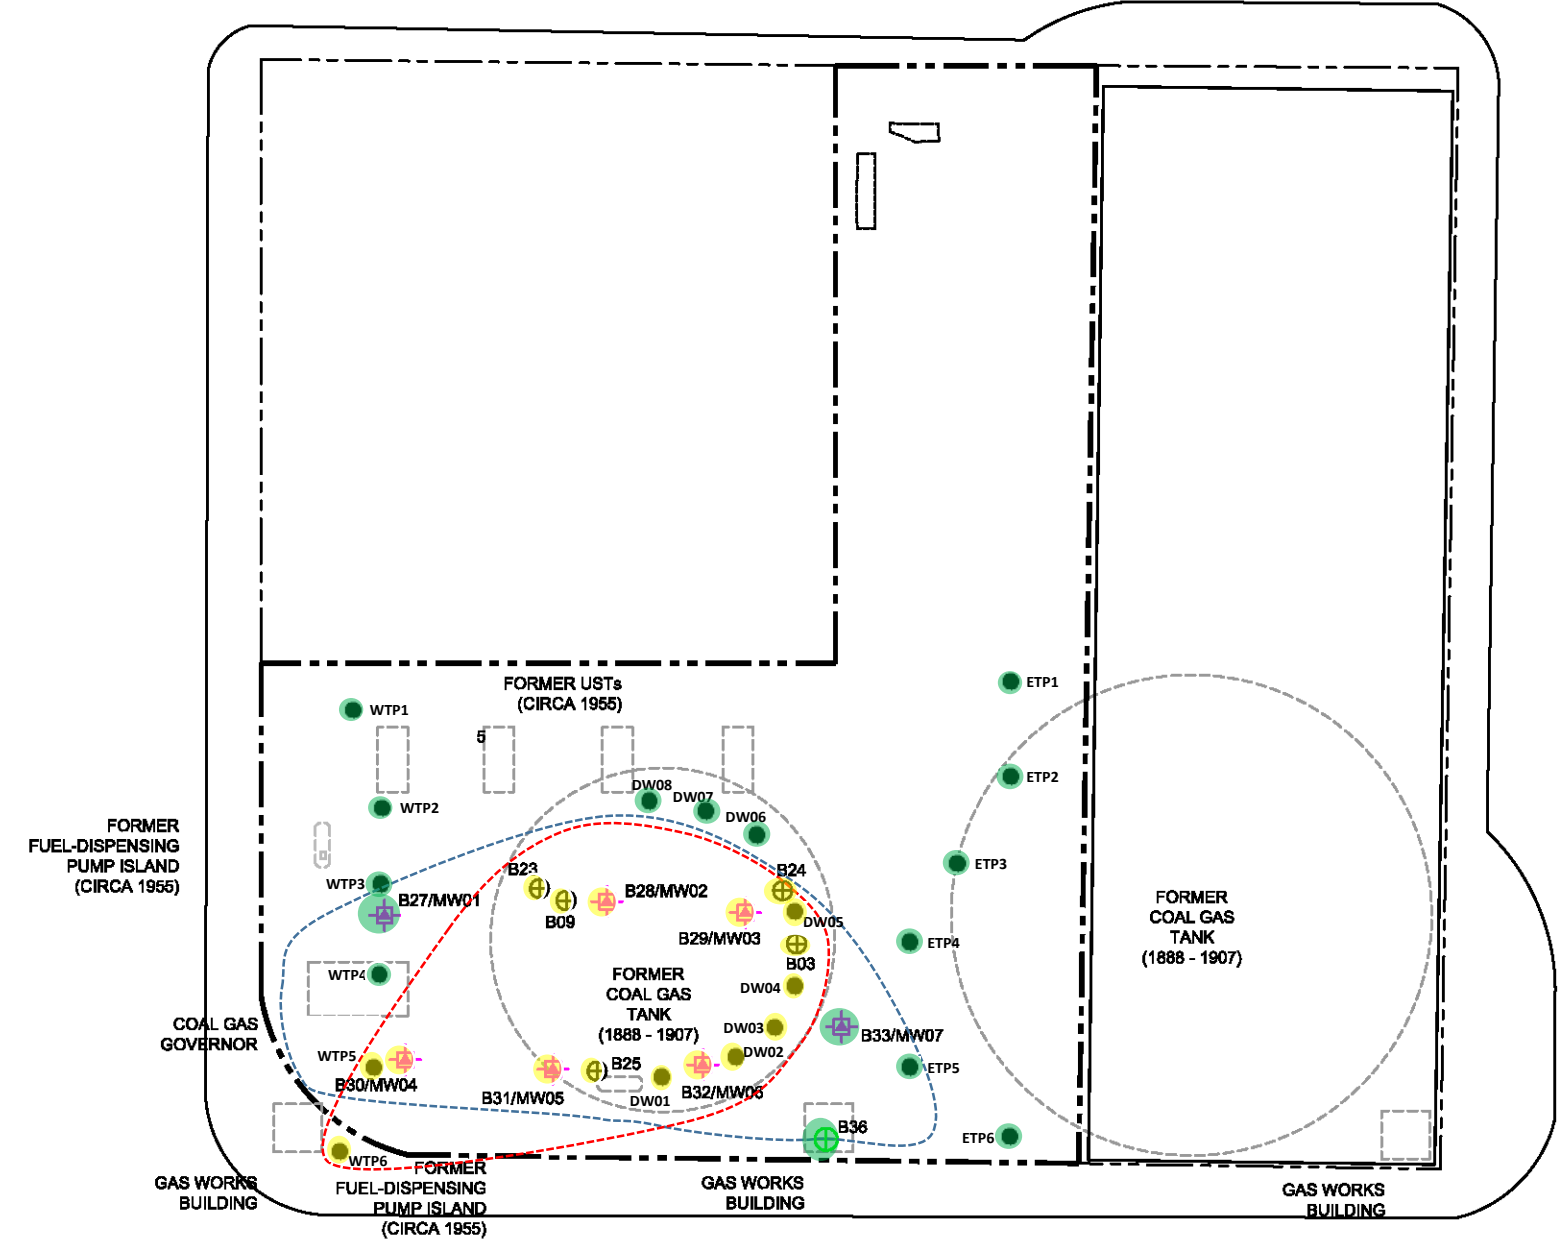 FORMER USTs
(CIRCA 1955)
ETP1
WTP1
5
ETP2
DW08
DW07
WTP2
DW06
FORMER
FUEL-DISPENSING
PUMP ISLAND
(CIRCA 1955)
ETP3
B23
B24
WTP3
B27/MW01
B28/MW02
B09
DW05
B29/MW03
ETP4
B03
FORMER
COAL GAS
TANK
(1888 - 1907)
WTP4
FORMER
COAL GAS
TANK
(1888 - 1907)
DW04
COAL GAS
GOVERNOR
DW03
B33/MW07
WTP5
DW02
B25
ETP5
B30/MW04
B31/MW05
DW01
B32/MW06
B36
ETP6
WTP6
FORMER
FUEL-DISPENSING
PUMP ISLAND
(CIRCA 1955)
GAS WORKS
BUILDING
GAS WORKS
BUILDING
GAS WORKS
BUILDING